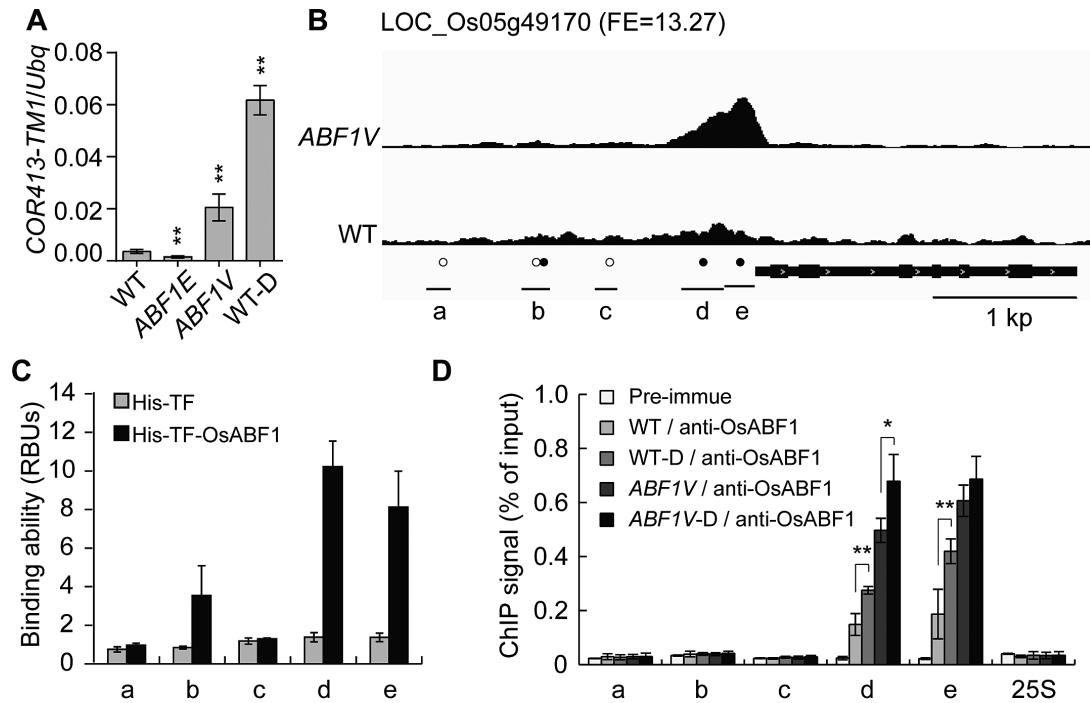 A
COR413-TM1/Ubq
0.08
0.06
0.04
0.02
0.00
**
**
**
WT
ABF1E
ABF1V
WT-D
B
LOC_Os05g49170 (FE=13.27)
ABF1V
WT
a b c d e
1 kp
C
Binding ability (RBUs)
14
12
10
8
6
4
2
0
His-TF
His-TF-OsABF1
a b c d e
D
ChIP signal (% of input)
1.0
0.8
0.6
0.4
0.2
0
Pre-immue
WT / anti-OsABF1
WT-D / anti-OsABF1
ABF1V / anti-OsABF1
ABF1V-D / anti-OsABF1
**
*
**
a b c d e 25S